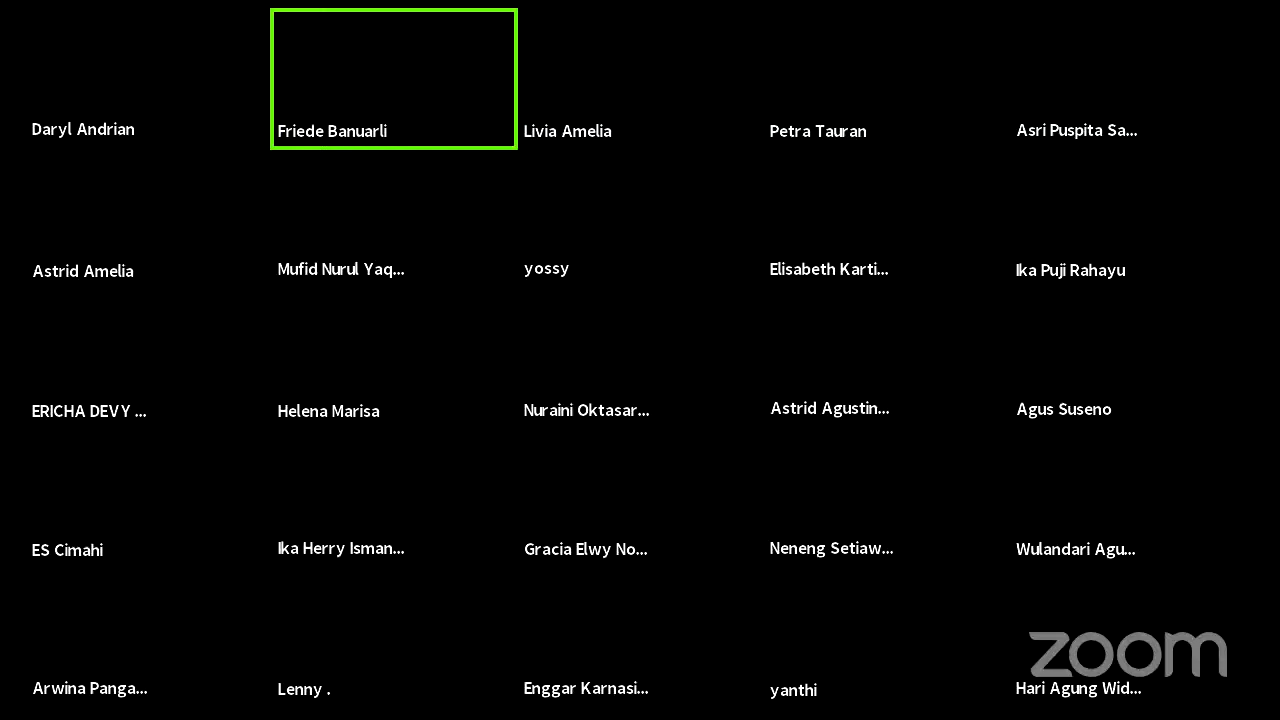 Daryl Andrian
Friede Banuarli
Livia Amelia
Petra Tauran
Asri Puspita Sa...
Astrid Amelia
Mufid Nurul Yaq...
yossy
Elisabeth Karti...
Ika Puji Rahayu
ERICHA DEVY ...
Helena Marisa
Nuraini Oktasar...
Astrid Agustin...
Agus Suseno
ES Cimahi
Ika Herry Isman...
Gracia Elwy No...
Neneng Setiaw...
Wulandari Agu...
zoom
Arwina Panga...
Lenny .
Enggar Karnasi...
yanthi
Hari Agung Wid...